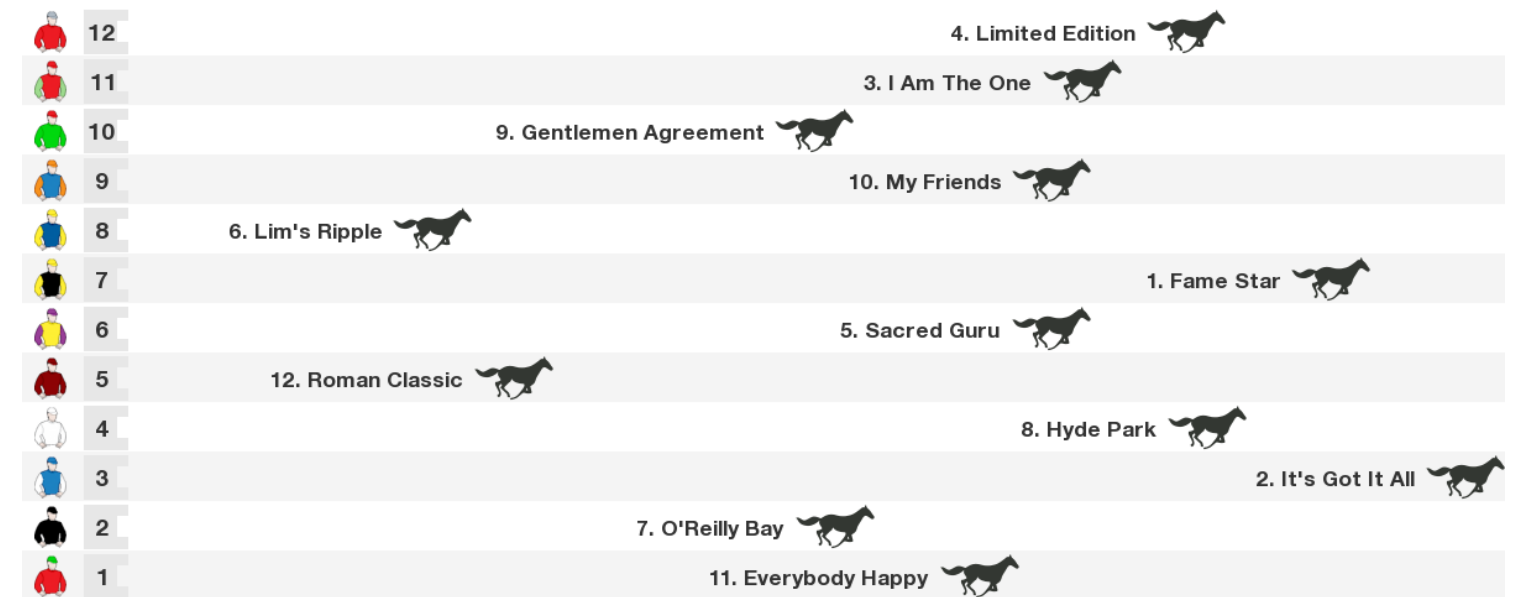 12 4. Limited Edition
11 3. I Am The One
10 9. Gentlemen Agreement
9 10. My Friends
8 6. Lim's Ripple
7 1. Fame Star
6 5. Sacred Guru
5 12. Roman Classic
4 8. Hyde Park
3 2. It's Got It All
2 7. O'Reilly Bay
1 11. Everybody Happy